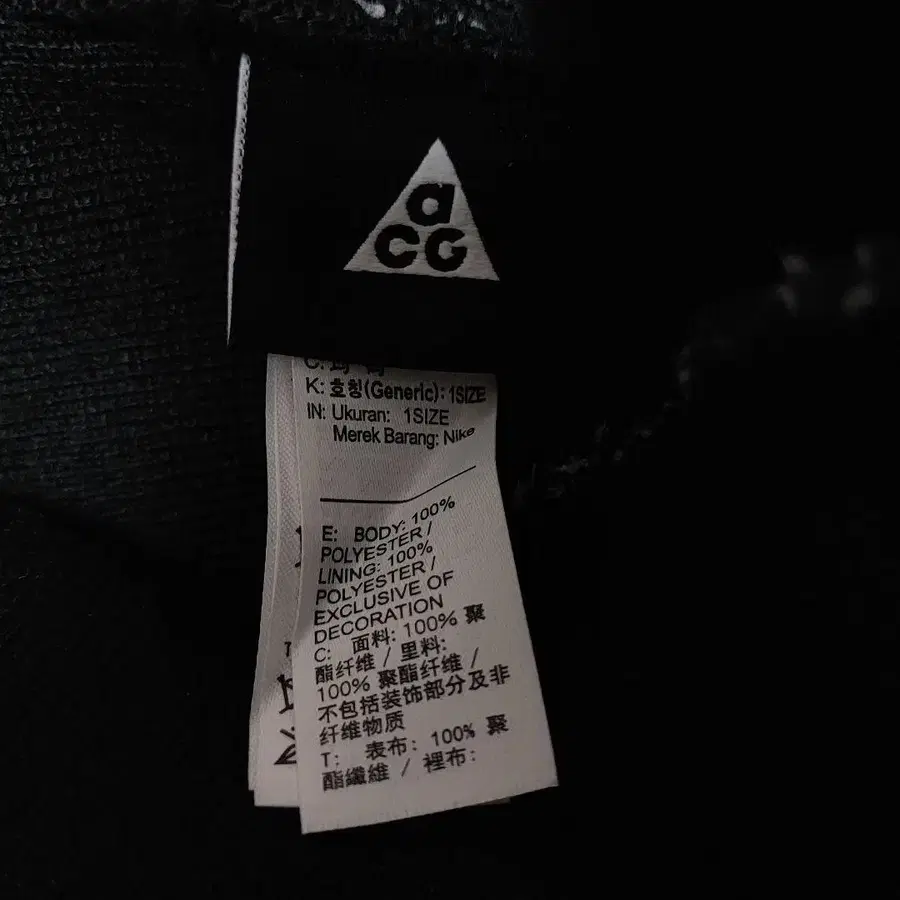 a
CG
K: 호칭(Generic): 1SIZE
IN: Ukuran: 1SIZE
Merek Barang: Nike
E: BODY: 100%
POLYESTER /
LINING: 100%
POLYESTER /
EXCLUSIVE OF
DECORATION
C: 面料: 100% 聚
酯纤维 / 里料:
100% 聚酯纤维 /
不包括装饰部分及非
纤维物质
T: 表布: 100% 聚
酯纖維 / 裡布: